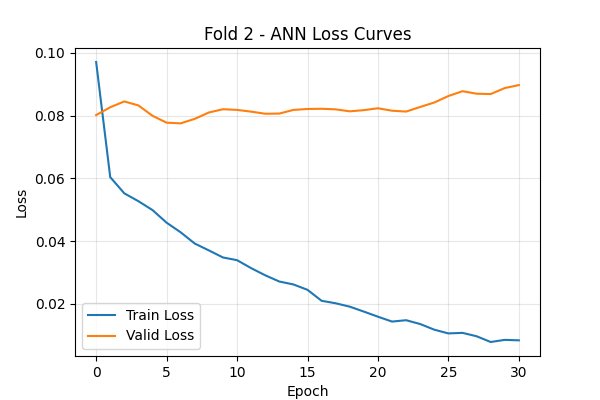 Fold 2 - ANN Loss Curves
Loss
0.10
0.08
0.06
0.04
0.02
Train Loss
Valid Loss
0 5 10 15 20 25 30
Epoch